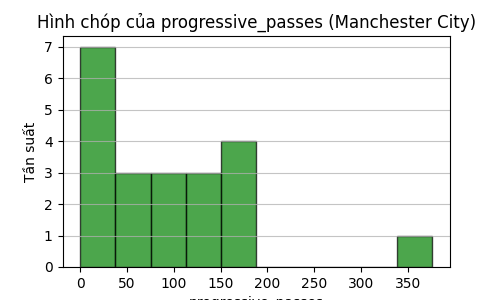 Hình chóp của progressive_passes (Manchester City)
7
6
5
4
3
2
1
0
Tần suất
0 50 100 150 200 250 300 350
progressive_passes